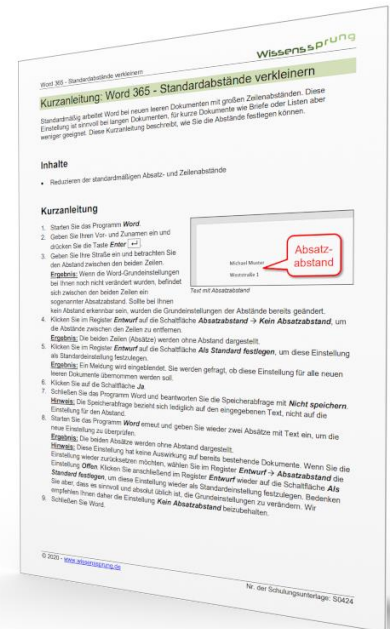 Wissenssprung
Word 365 - Standardabstände verkleinern
Kurzanleitung: Word 365 - Standardabstände verkleinern
Standardmäßig arbeitet Word bei neuen leeren Dokumenten mit großen Zeilenabständen. Diese
Einstellung ist sinnvoll bei langen Dokumenten, für kurze Dokumente wie Briefe oder Listen aber
weniger geeignet. Diese Kurzanleitung beschreibt, wie Sie die Abstände festlegen können.
Inhalte
• Reduzieren der standardmäßigen Absatz- und Zeilenabstände
Kurzanleitung
1. Starten Sie das Programm Word.
2. Geben Sie Ihren Vor- und Zunamen ein und
drücken Sie die Taste Enter ↵
3. Geben Sie Ihre Straße ein und betrachten Sie
den Abstand zwischen den beiden Zeilen.
Ergebnis: Wenn die Word-Grundeinstellungen
bei Ihnen noch nicht verändert wurden, befindet
sich zwischen den beiden Zeilen ein
sogenannter Absatzabstand. Sollte bei Ihnen
kein Abstand erkennbar sein, wurden die Grundeinstellungen der Abstände bereits geändert.
Michael Muster
Weststraße 1
Absatz-
abstand
Text mit Absatzabstand
4. Klicken Sie im Register Entwurf auf die Schaltfläche Absatzabstand → Kein Absatzabstand, um
die Abstände zwischen den Zeilen zu entfernen.
Ergebnis: Die beiden Zeilen (Absätze) werden ohne Abstand dargestellt.
5. Klicken Sie im Register Entwurf auf die Schaltfläche Als Standard festlegen, um diese Einstellung
als Standardeinstellung festzulegen.
Ergebnis: Ein Meldung wird eingeblendet. Sie werden gefragt, ob diese Einstellung für alle neuen
leeren Dokumente übernommen werden soll.
6. Klicken Sie auf die Schaltfläche Ja.
7. Schließen Sie das Programm Word und beantworten Sie die Speicherabfrage mit Nicht speichern.
Hinweis: Die Speicherabfrage bezieht sich lediglich auf den eingegebenen Text, nicht auf die
Einstellung für den Abstand.
8. Starten Sie das Programm Word erneut und geben Sie wieder zwei Absätze mit Text ein, um die
neue Einstellung zu überprüfen.
Ergebnis: Die beiden Absätze werden ohne Abstand dargestellt.
Hinweis: Diese Einstellung hat keine Auswirkung auf bereits bestehende Dokumente. Wenn Sie die
Einstellung wieder zurücksetzen möchten, wählen Sie im Register Entwurf → Absatzabstand die
Einstellung Offen. Klicken Sie anschließend im Register Entwurf wieder auf die Schaltfläche Als
Standard festlegen, um diese Einstellung wieder als Standardeinstellung festzulegen. Bedenken
Sie aber, dass es sinnvoll und absolut üblich ist, die Grundeinstellungen zu verändern. Wir
empfehlen Ihnen daher die Einstellung Kein Absatzabstand beizubehalten.
9. Schließen Sie Word.
© 2020 - www.wissenssprung.de
Nr. der Schulungsunterlage: S0424